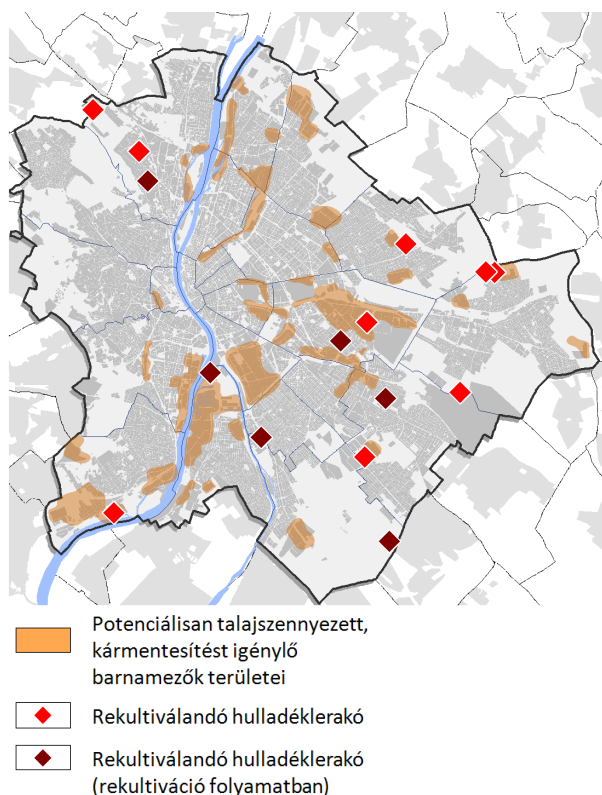 Potenciálisan talajszennyezett,
kármentesítést igénylő
barnamezők területei
Rekultiválandó hulladéklerakó
Rekultiválandó hulladéklerakó
(rekultiváció folyamatban)